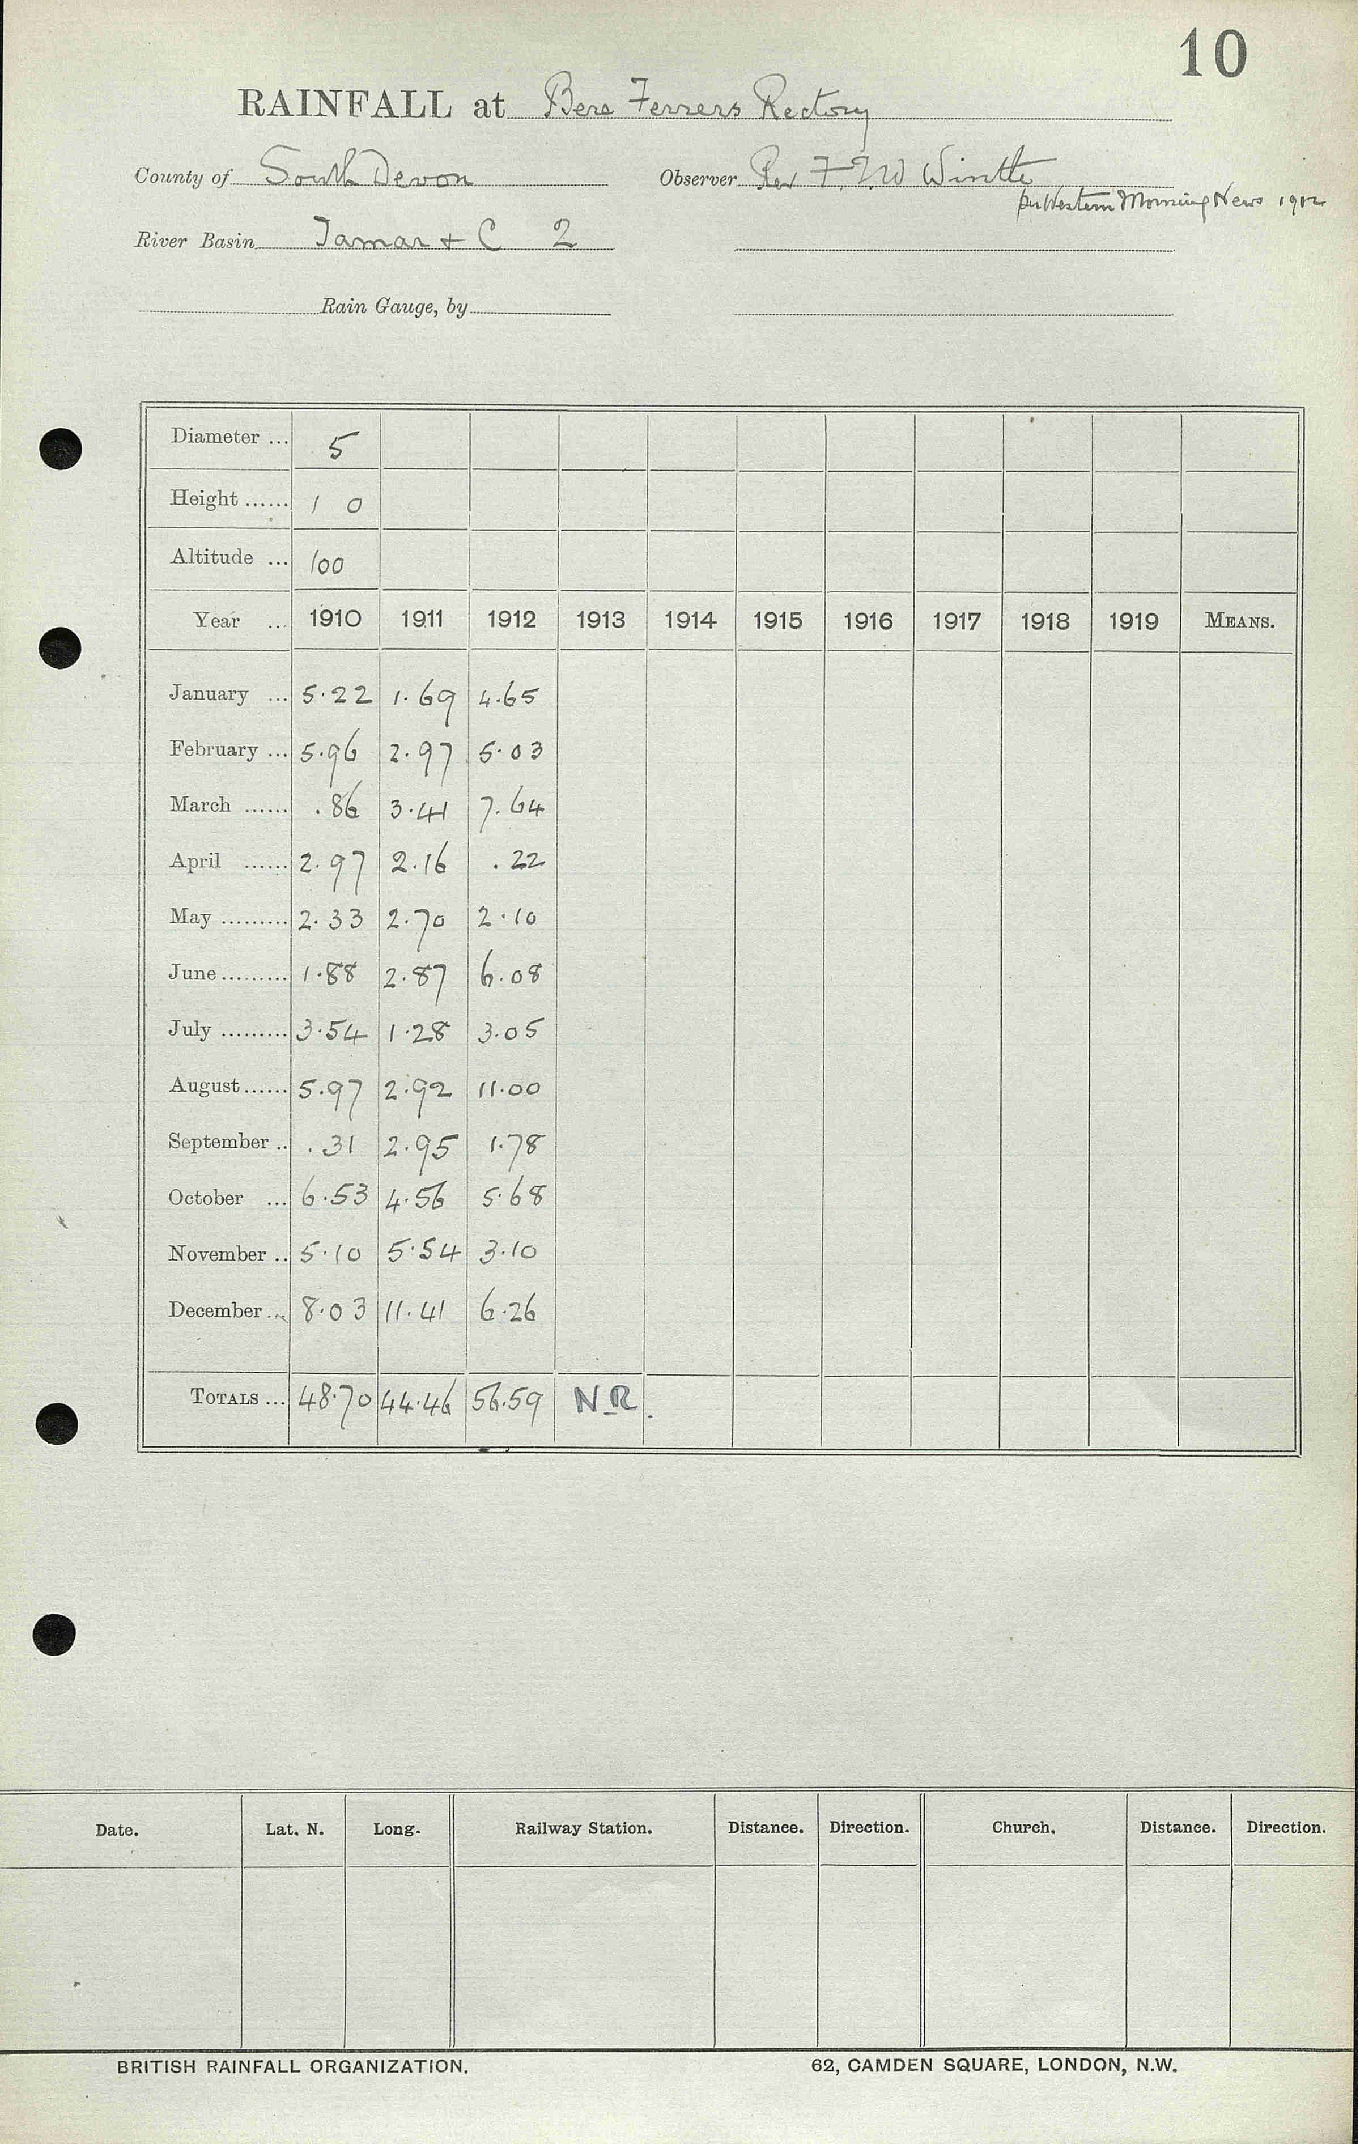 10
RAINFALL at Bere Ferrers Rectory
County of South Devon Observer Rev F. W Wintle
per Western Morning News 1912
River Basin Tamar + C 2
Rain Gauge, by
Diameter ... 5
Height ...... 1 0
Altitude ... 100
Year ... 1910 1911 1912 1913 1914 1915 1916 1917 1918 1919 MEANS.
January ... 5.22 1.69 4.65
February ... 5.96 2.97 5.03
March ...... .86 3.41 7.64
April ...... 2.97 2.16 .22
May ......... 2.33 2.70 2.10
June ......... 1.88 2.87 6.08
July ......... 3.54 1.28 3.05
August ...... 5.97 2.92 11.00
September .. .31 2.95 1.78
October ... 6.53 4.56 5.68
November .. 5.10 5.54 3.10
December ... 8.03 11.41 6.26
TOTALS ... 48.70 44.46 56.59 N.R.
Date. Lat. N. Long. Railway Station. Distance. Direction. Church. Distance. Direction.
BRITISH RAINFALL ORGANIZATION. 62, CAMDEN SQUARE, LONDON, N.W.